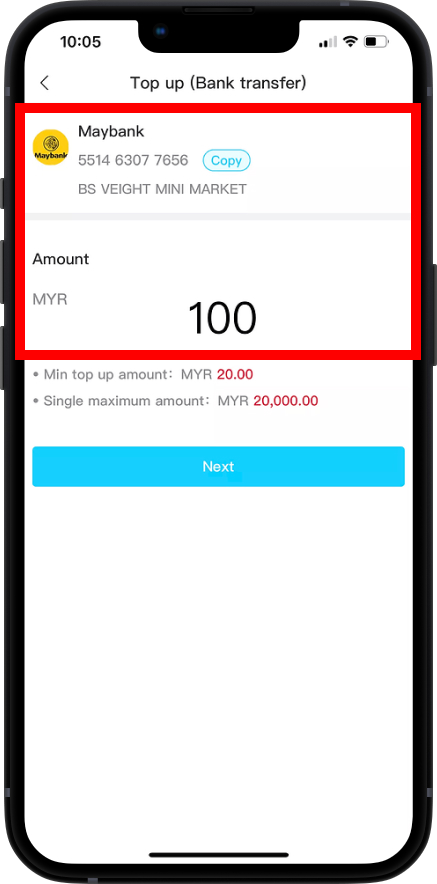 10:05
Top up (Bank transfer)
Maybank
Maybank
5514 6307 7656 Copy
BS VEIGHT MINI MARKET
Amount
MYR
100
• Min top up amount: MYR 20.00
• Single maximum amount: MYR 20,000.00
Next